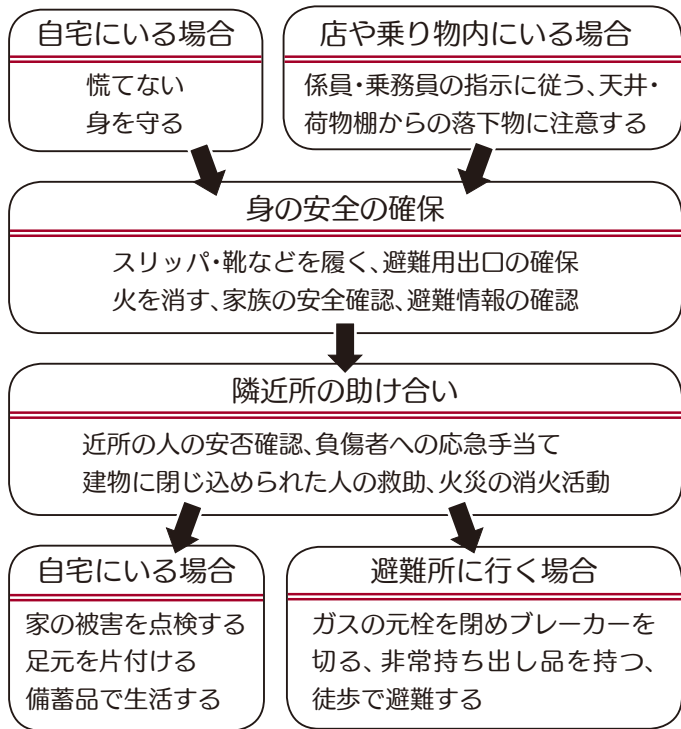 自宅にいる場合
慌てない
身を守る
店や乗り物内にいる場合
係員・乗務員の指示に従う、天井・
荷物棚からの落下物に注意する
身の安全の確保
スリッパ・靴などを履く、避難用出口の確保
火を消す、家族の安全確認、避難情報の確認
隣近所の助け合い
近所の人の安否確認、負傷者への応急手当て
建物に閉じ込められた人の救助、火災の消火活動
自宅にいる場合
家の被害を点検する
足元を片付ける
備蓄品で生活する
避難所に行く場合
ガスの元栓を閉めブレーカーを
切る、非常持ち出し品を持つ、
徒歩で避難する